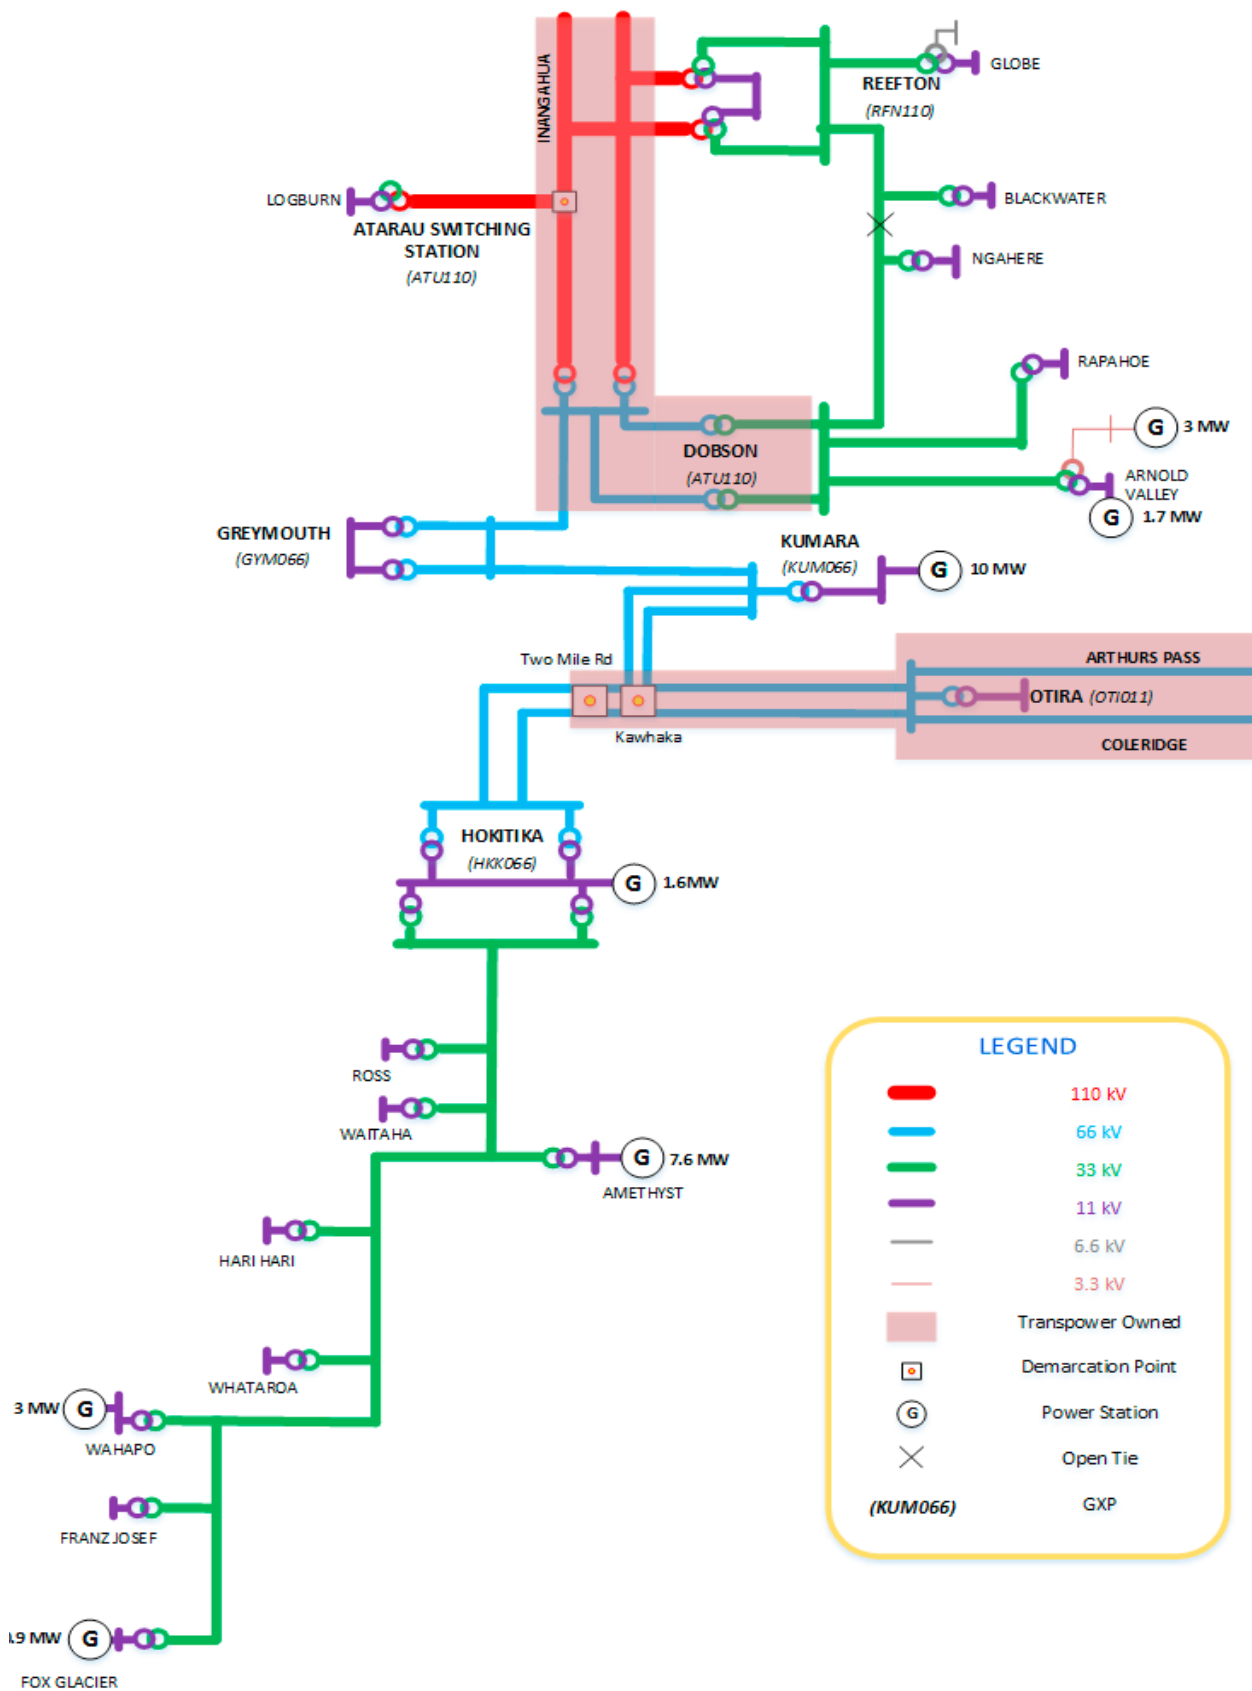 INANGAHUA
GLOBE
REEFTON
(RFN110)
LOGBURN
ATARAU SWITCHING
STATION
(ATU110)
BLACKWATER
NGAHERE
RAPAHOE
G
3 MW
DOBSON
(ATU110)
ARNOLD
VALLEY
G
1.7 MW
GREYMOUTH
(GYM066)
KUMARA
(KUM066)
G
10 MW
Two Mile Rd
Kawhaka
ARTHURS PASS
OTIRA (OTI011)
COLERIDGE
HOKITIKA
(HKK066)
G
1.6MW
ROSS
WAITAHA
G
7.6 MW
AMETHYST
HARI HARI
WHATAROA
3 MW
G
WAHAPO
FRANZ JOSEF
.9 MW
G
FOX GLACIER
LEGEND
110 kV
66 kV
33 kV
11 kV
6.6 kV
3.3 kV
Transpower Owned
Demarcation Point
G
Power Station
Open Tie
(KUM066)
GXP